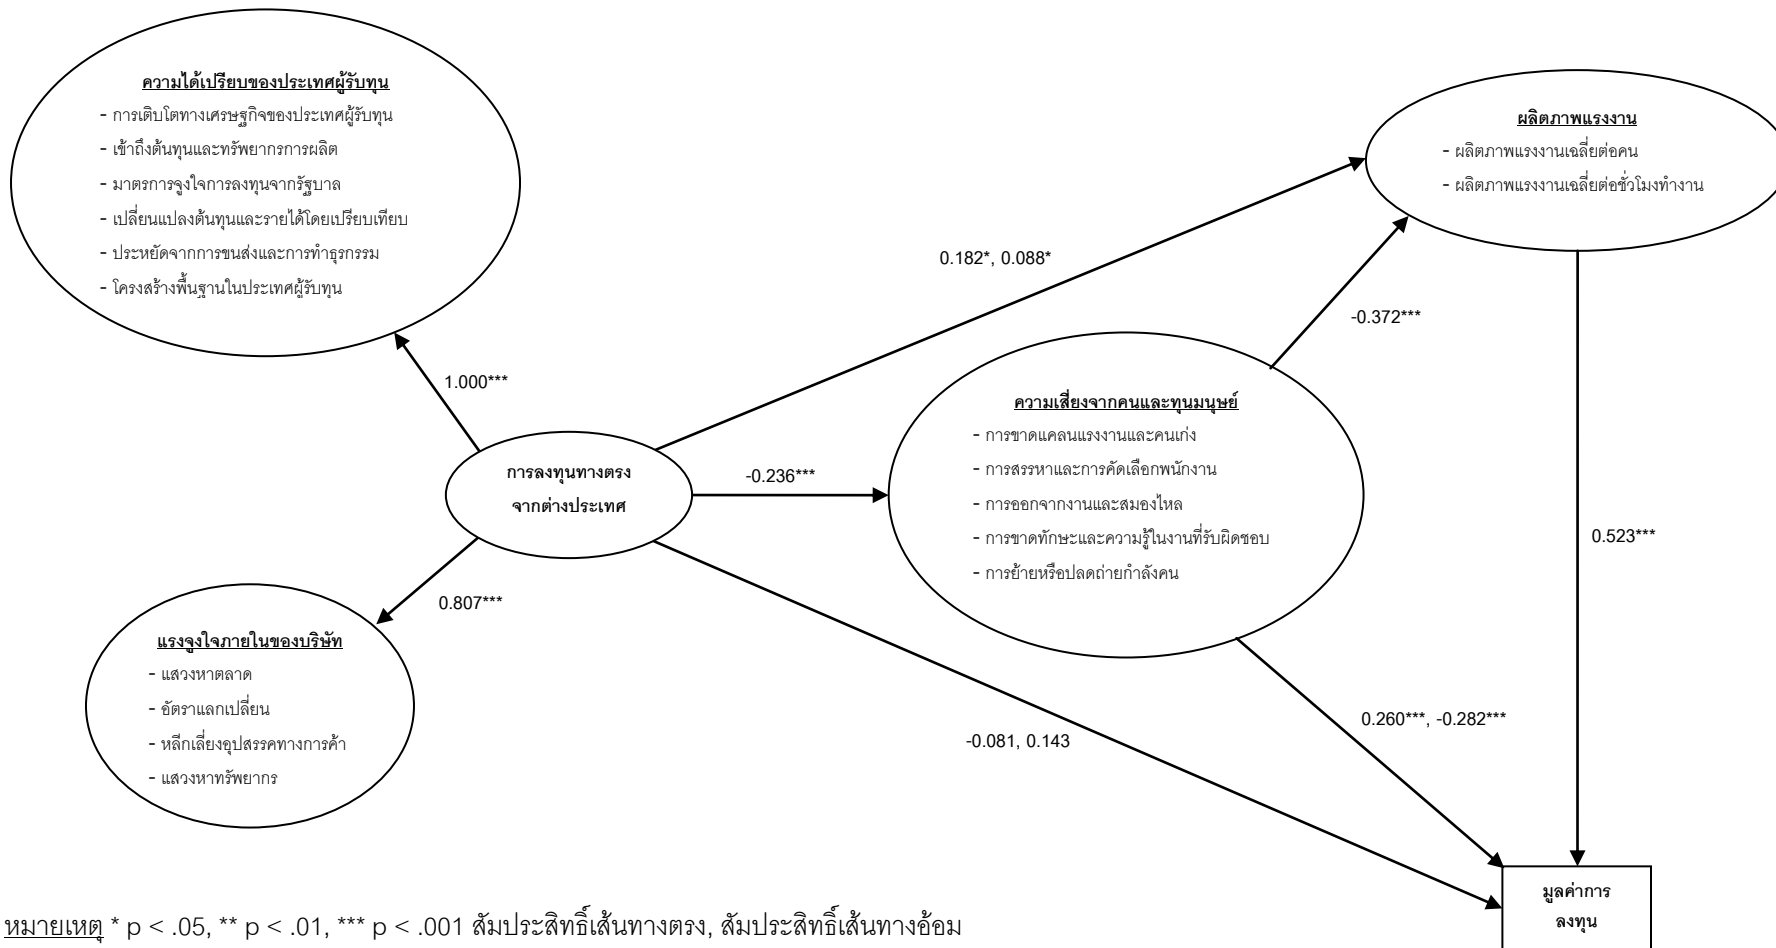 ความได้เปรียบของประเทศผู้รับทุน
- การเติบโตทางเศรษฐกิจของประเทศผู้รับทุน
- เข้าถึงต้นทุนและทรัพยากรการผลิต
- มาตรการจูงใจการลงทุนจากรัฐบาล
- เปลี่ยนแปลงต้นทุนและรายได้โดยเปรียบเทียบ
- ประหยัดจากการขนส่งและการทำธุรกรรม
- โครงสร้างพื้นฐานในประเทศผู้รับทุน
ผลิตภาพแรงงาน
- ผลิตภาพแรงงานเฉลี่ยต่อคน
- ผลิตภาพแรงงานเฉลี่ยต่อชั่วโมงทำงาน
0.182*, 0.088*
-0.372***
1.000***
ความเสี่ยงจากคนและทุนมนุษย์
- การขาดแคลนแรงงานและคนเก่ง
- การสรรหาและการคัดเลือกพนักงาน
- การออกจากงานและสมองไหล
- การขาดทักษะและความรู้ในงานที่รับผิดชอบ
- การย้ายหรือปลดถ่ายกำลังคน
การลงทุนทางตรง
จากต่างประเทศ
-0.236***
0.523***
0.807***
แรงจูงใจภายในของบริษัท
- แสวงหาตลาด
- อัตราแลกเปลี่ยน
- หลีกเลี่ยงอุปสรรคทางการค้า
- แสวงหาทรัพยากร
0.260***, -0.282***
-0.081, 0.143
มูลค่าการ
ลงทุน
หมายเหตุ * p < .05, ** p < .01, *** p < .001 สัมประสิทธิ์เส้นทางตรง, สัมประสิทธิ์เส้นทางอ้อม